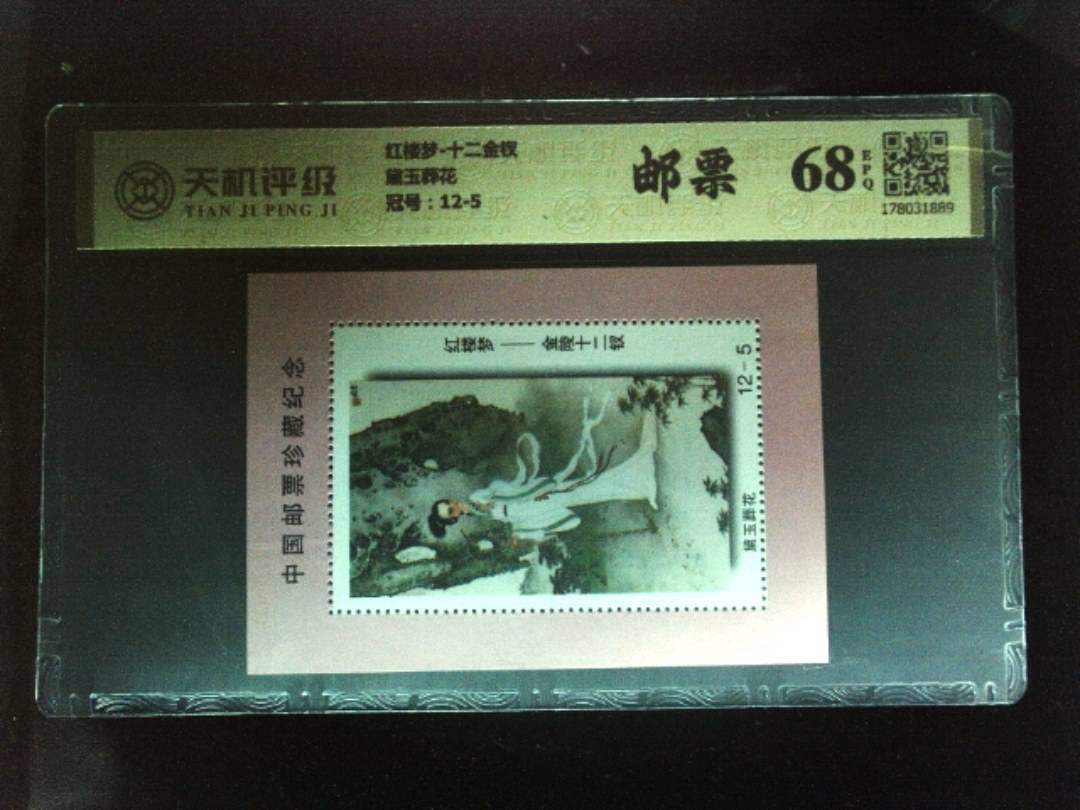 天机评级
TIAN JI PING JI
红楼梦-十二金钗
黛玉葬花
冠号：12-5
邮票
68
EPQ
178031889
中国邮票珍藏纪念
红楼梦——金陵十二钗
12-5
黛玉葬花